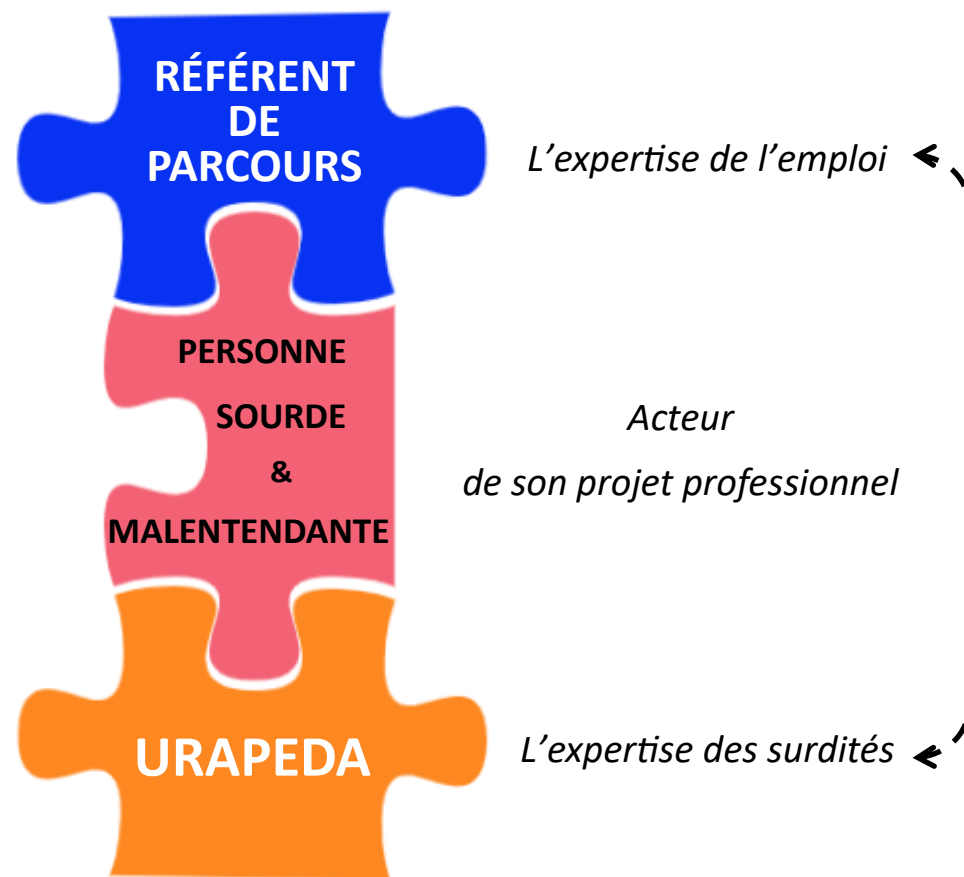 RÉFÉRENT
DE
PARCOURS
L’expertise de l’emploi
PERSONNE
SOURDE
&
MALENTENDANTE
Acteur
de son projet professionnel
URAPEDA
L’expertise des surdités